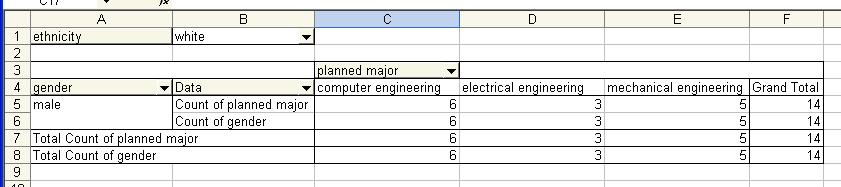 C17 fx
A B C D E F
1 ethnicity white
2
3 planned major
4 gender Data computer engineering electrical engineering mechanical engineering Grand Total
5 male Count of planned major 6 3 5 14
6 Count of gender 6 3 5 14
7 Total Count of planned major 6 3 5 14
8 Total Count of gender 6 3 5 14
9
10